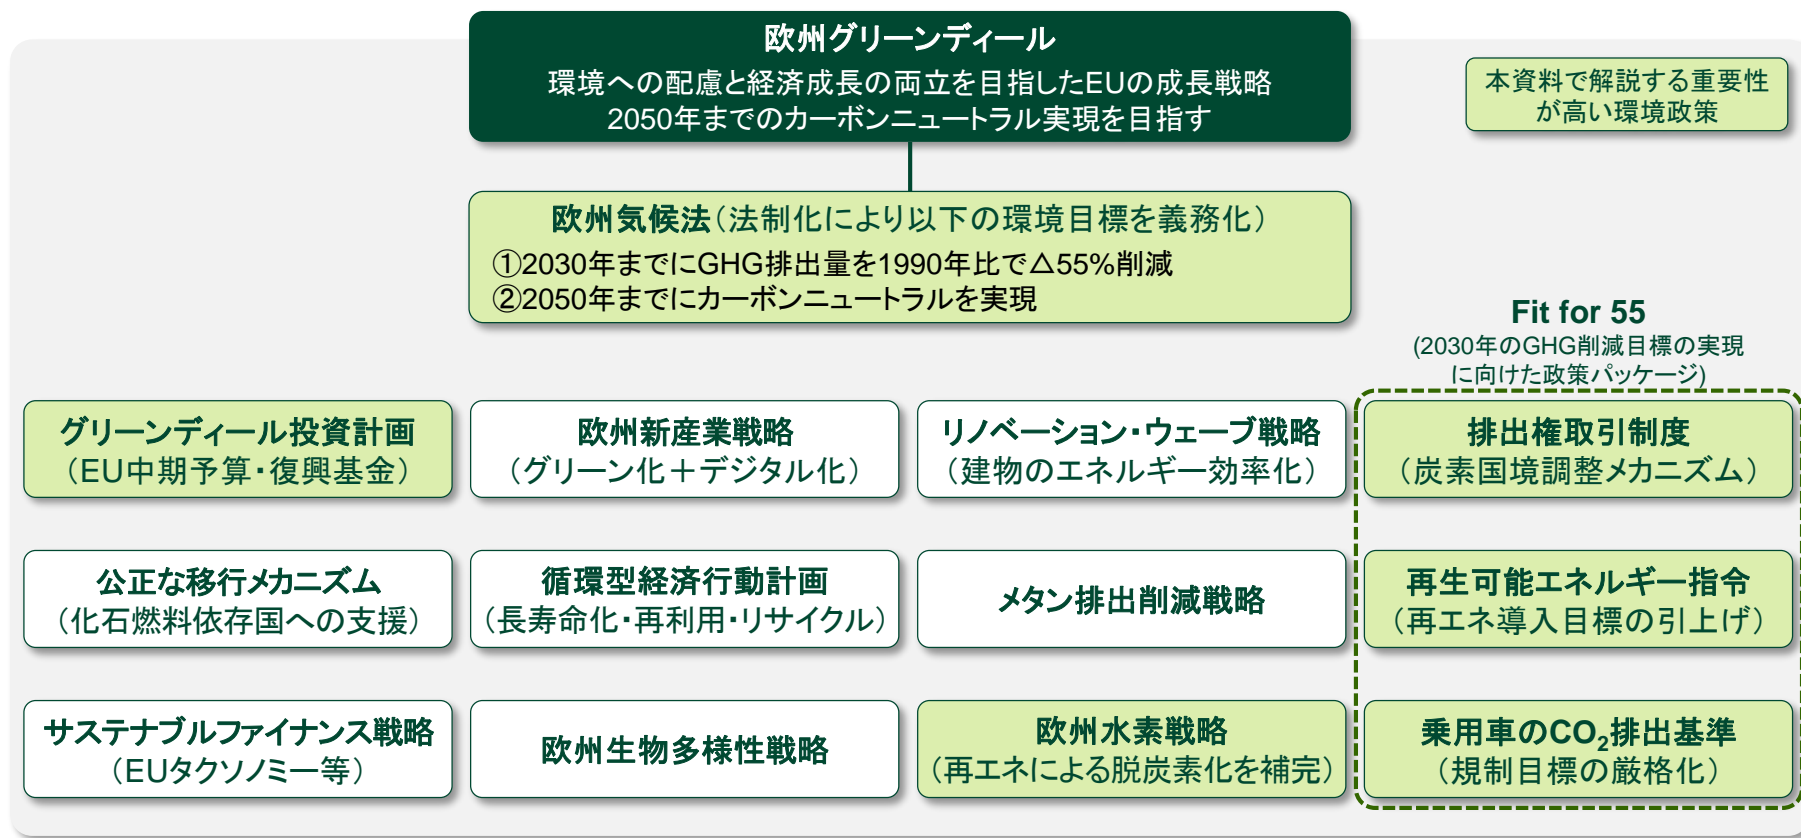 欧州グリーンディール
環境への配慮と経済成長の両立を目指したEUの成長戦略
2050年までのカーボンニュートラル実現を目指す
本資料で解説する重要性
が高い環境政策
欧州気候法（法制化により以下の環境目標を義務化）
①2030年までにGHG排出量を1990年比で△55%削減
②2050年までにカーボンニュートラルを実現
Fit for 55
(2030年のGHG削減目標の実現
に向けた政策パッケージ)
グリーンディール投資計画
（EU中期予算・復興基金）
欧州新産業戦略
（グリーン化＋デジタル化）
リノベーション・ウェーブ戦略
（建物のエネルギー効率化）
排出権取引制度
（炭素国境調整メカニズム）
公正な移行メカニズム
（化石燃料依存国への支援）
循環型経済行動計画
（長寿命化・再利用・リサイクル）
メタン排出削減戦略
再生可能エネルギー指令
（再エネ導入目標の引上げ）
サステナブルファイナンス戦略
（EUタクソノミー等）
欧州生物多様性戦略
欧州水素戦略
（再エネによる脱炭素化を補完）
乗用車のCO₂排出基準
（規制目標の厳格化）